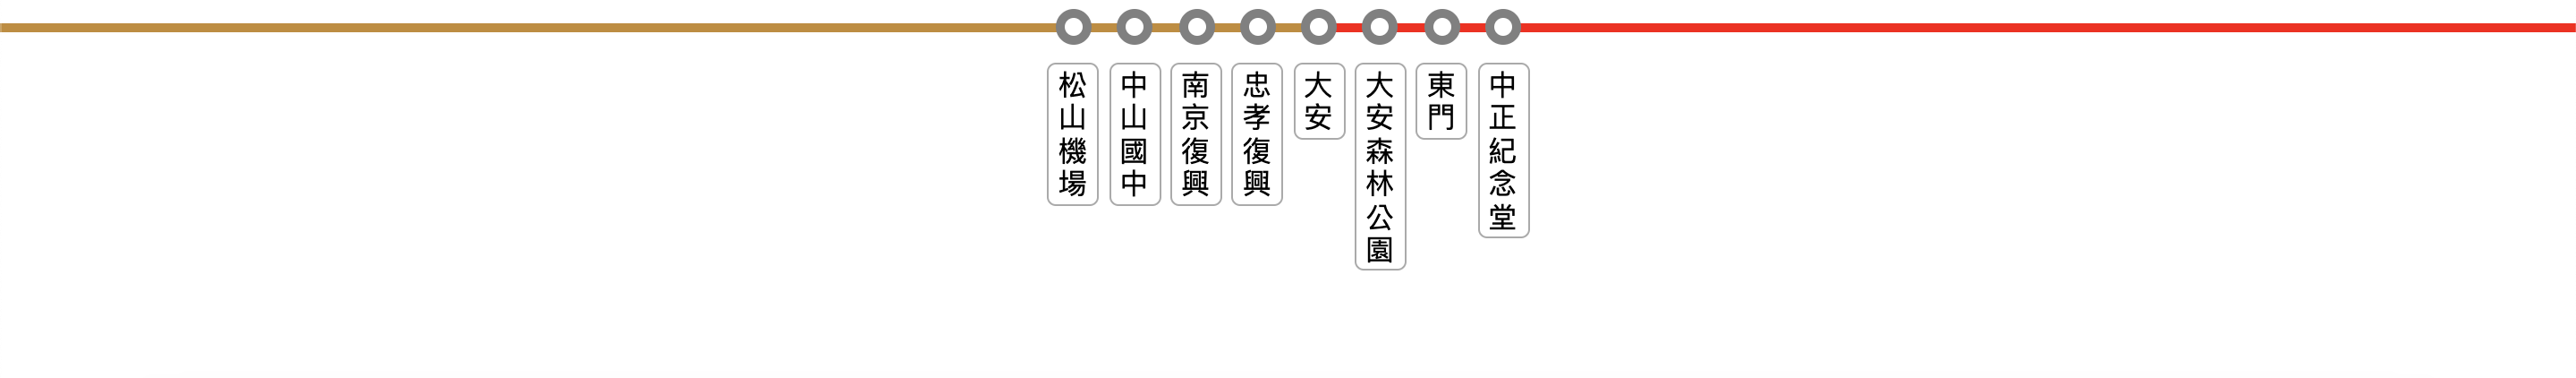 松山機場
中山國中
南京復興
忠孝復興
大安
大安森林公園
東門
中正紀念堂